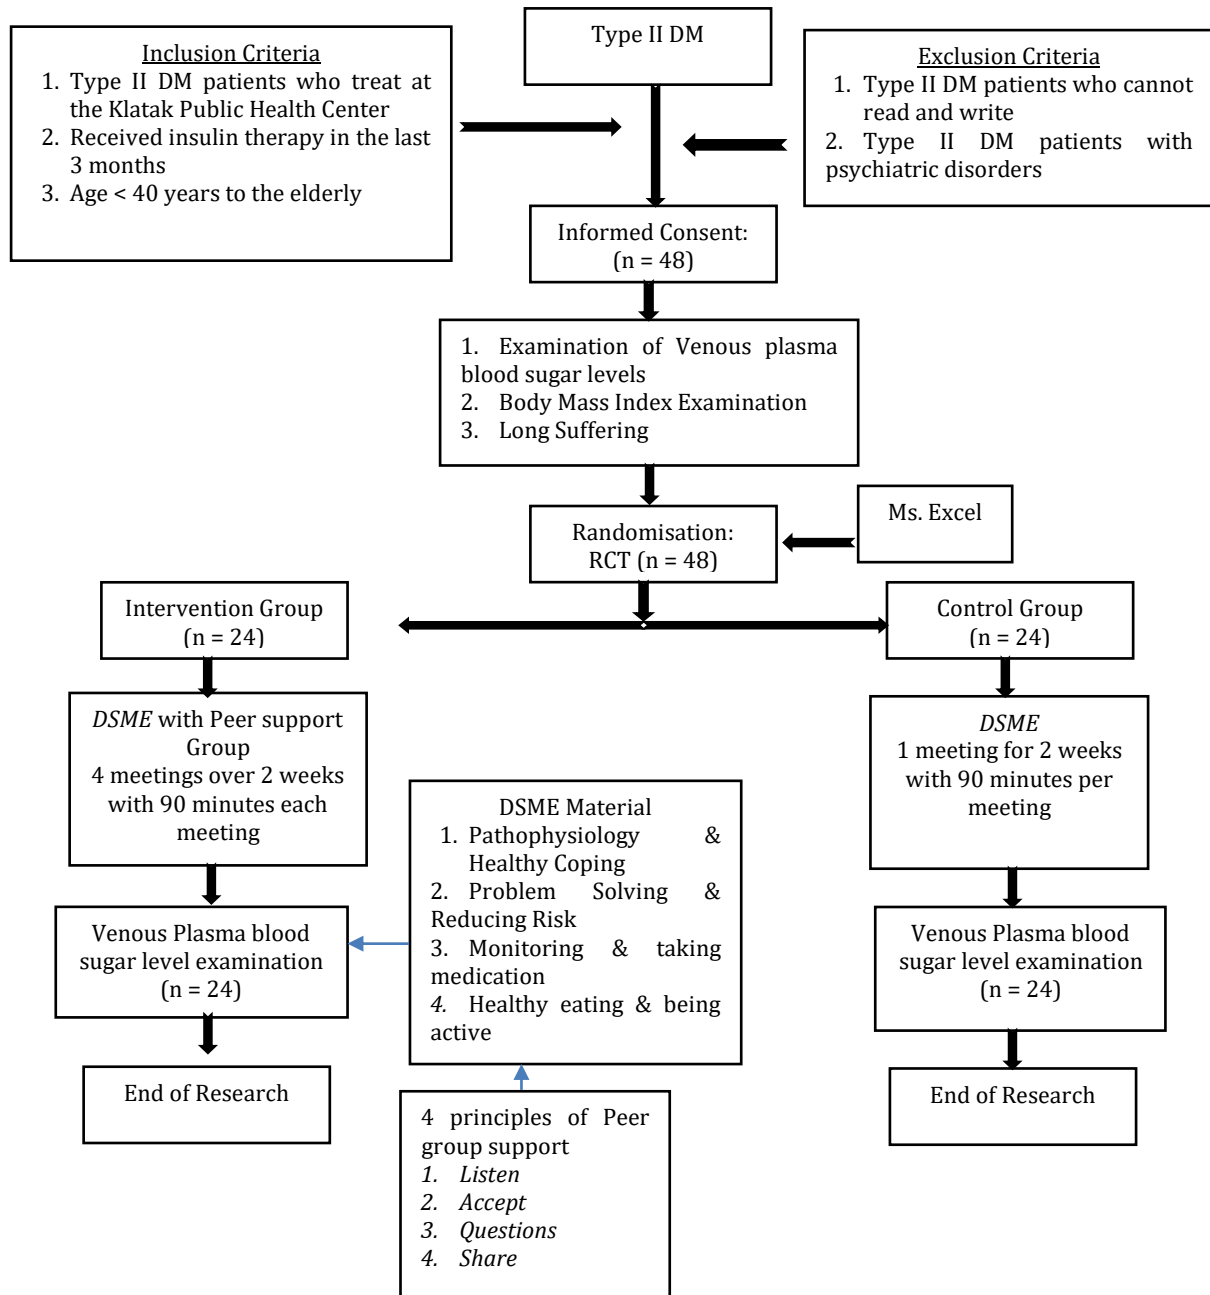 Inclusion Criteria
1. Type II DM patients who treat at
the Klatak Public Health Center
2. Received insulin therapy in the last
3 months
3. Age < 40 years to the elderly
Type II DM
Exclusion Criteria
1. Type II DM patients who cannot
read and write
2. Type II DM patients with
psychiatric disorders
Informed Consent:
(n = 48)
1. Examination of Venous plasma
blood sugar levels
2. Body Mass Index Examination
3. Long Suffering
Randomisation:
RCT (n = 48)
Ms. Excel
Intervention Group
(n = 24)
Control Group
(n = 24)
DSME with Peer support
Group
4 meetings over 2 weeks
with 90 minutes each
meeting
DSME
1 meeting for 2 weeks
with 90 minutes per
meeting
DSME Material
1. Pathophysiology &
Healthy Coping
2. Problem Solving &
Reducing Risk
3. Monitoring & taking
medication
4. Healthy eating & being
active
Venous Plasma blood
sugar level examination
(n = 24)
Venous Plasma blood
sugar level examination
(n = 24)
End of Research
End of Research
4 principles of Peer
group support
1. Listen
2. Accept
3. Questions
4. Share